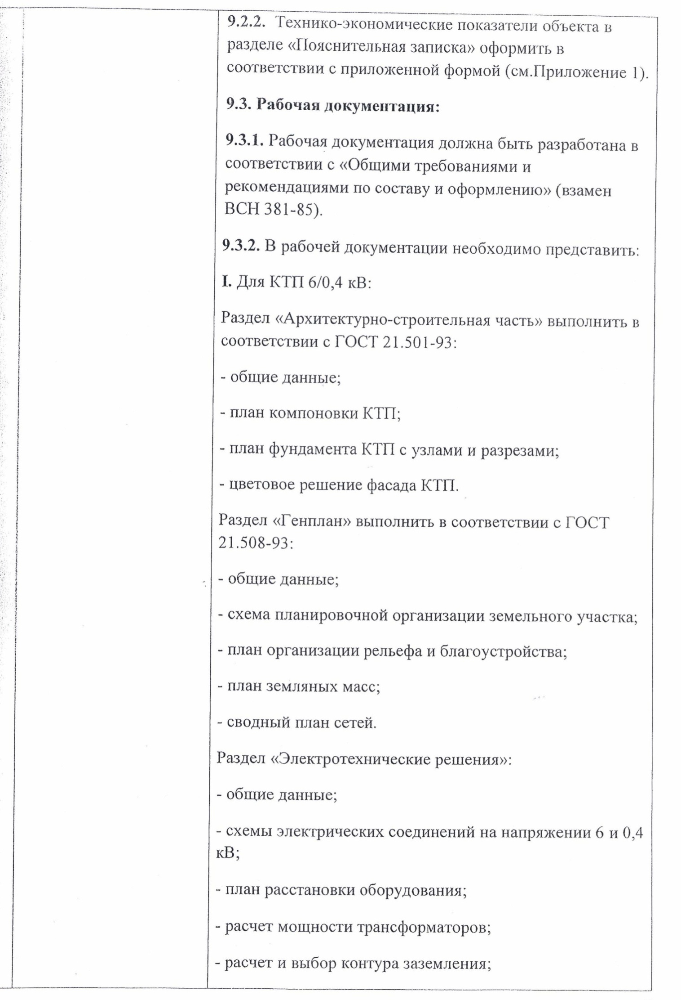 9.2.2. Технико-экономические показатели объекта в
разделе «Пояснительная записка» оформить в
соответствии с приложенной формой (см.Приложение 1).
9.3. Рабочая документация:
9.3.1. Рабочая документация должна быть разработана в
соответствии с «Общими требованиями и
рекомендациями по составу и оформлению» (взамен
ВСН 381-85).
9.3.2. В рабочей документации необходимо представить:
I. Для КТП 6/0,4 кВ:
Раздел «Архитектурно-строительная часть» выполнить в
соответствии с ГОСТ 21.501-93:
- общие данные;
- план компоновки КТП;
- план фундамента КТП с узлами и разрезами;
- цветовое решение фасада КТП.
Раздел «Генплан» выполнить в соответствии с ГОСТ
21.508-93:
- общие данные;
- схема планировочной организации земельного участка;
- план организации рельефа и благоустройства;
- план земляных масс;
- сводный план сетей.
Раздел «Электротехнические решения»:
- общие данные;
- схемы электрических соединений на напряжении 6 и 0,4
кВ;
- план расстановки оборудования;
- расчет мощности трансформаторов;
- расчет и выбор контура заземления;